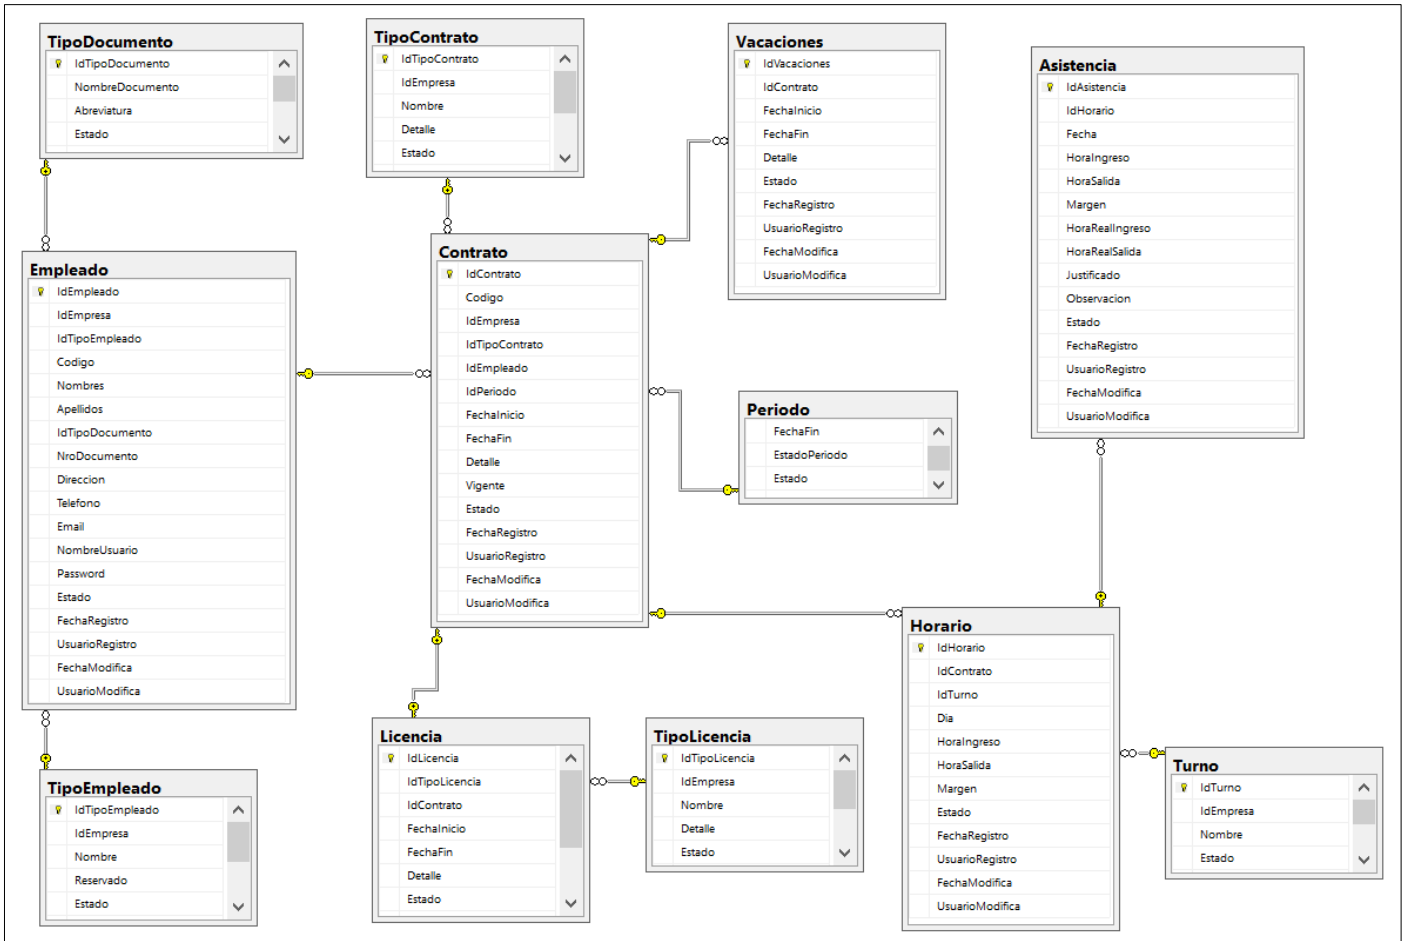 TipoDocumento
IdTipoDocumento
NombreDocumento
Abreviatura
Estado
TipoContrato
IdTipoContrato
IdEmpresa
Nombre
Detalle
Estado
Vacaciones
IdVacaciones
IdContrato
FechaInicio
FechaFin
Detalle
Estado
FechaRegistro
UsuarioRegistro
FechaModifica
UsuarioModifica
Asistencia
IdAsistencia
IdHorario
Fecha
HoraIngreso
HoraSalida
Margen
HoraRealIngreso
HoraRealSalida
Justificado
Observacion
Estado
FechaRegistro
UsuarioRegistro
FechaModifica
UsuarioModifica
Empleado
IdEmpleado
IdEmpresa
IdTipoEmpleado
Codigo
Nombres
Apellidos
IdTipoDocumento
NroDocumento
Direccion
Telefono
Email
NombreUsuario
Password
Estado
FechaRegistro
UsuarioRegistro
FechaModifica
UsuarioModifica
Contrato
IdContrato
Codigo
IdEmpresa
IdTipoContrato
IdEmpleado
IdPeriodo
FechaInicio
FechaFin
Detalle
Vigente
Estado
FechaRegistro
UsuarioRegistro
FechaModifica
UsuarioModifica
Periodo
FechaFin
EstadoPeriodo
Estado
Horario
IdHorario
IdContrato
IdTurno
Dia
HoraIngreso
HoraSalida
Margen
Estado
FechaRegistro
UsuarioRegistro
FechaModifica
UsuarioModifica
Licencia
IdLicencia
IdTipoLicencia
IdContrato
FechaInicio
FechaFin
Detalle
Estado
TipoLicencia
IdTipoLicencia
IdEmpresa
Nombre
Detalle
Estado
Turno
IdTurno
IdEmpresa
Nombre
Estado
TipoEmpleado
IdTipoEmpleado
IdEmpresa
Nombre
Reservado
Estado